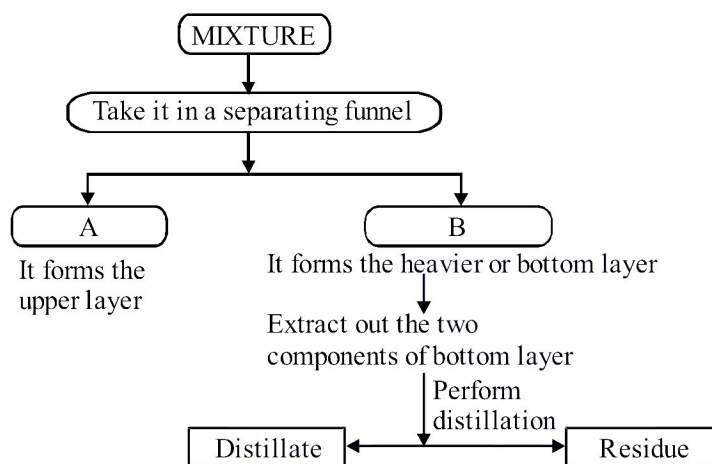 MIXTURE
Take it in a separating funnel
A
It forms the
upper layer
B
It forms the heavier or bottom layer
Extract out the two
components of bottom layer
Perform
distillation
Distillate
Residue